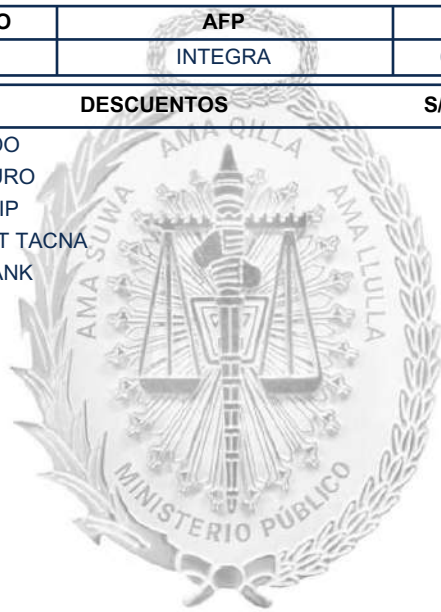 O AFP
INTEGRA
DESCUENTOS S/
DO
URO
IP
T TACNA
ANK
AMA SUWA AMA QILLA AMA LLULLA
MINISTERIO PÚBLICO